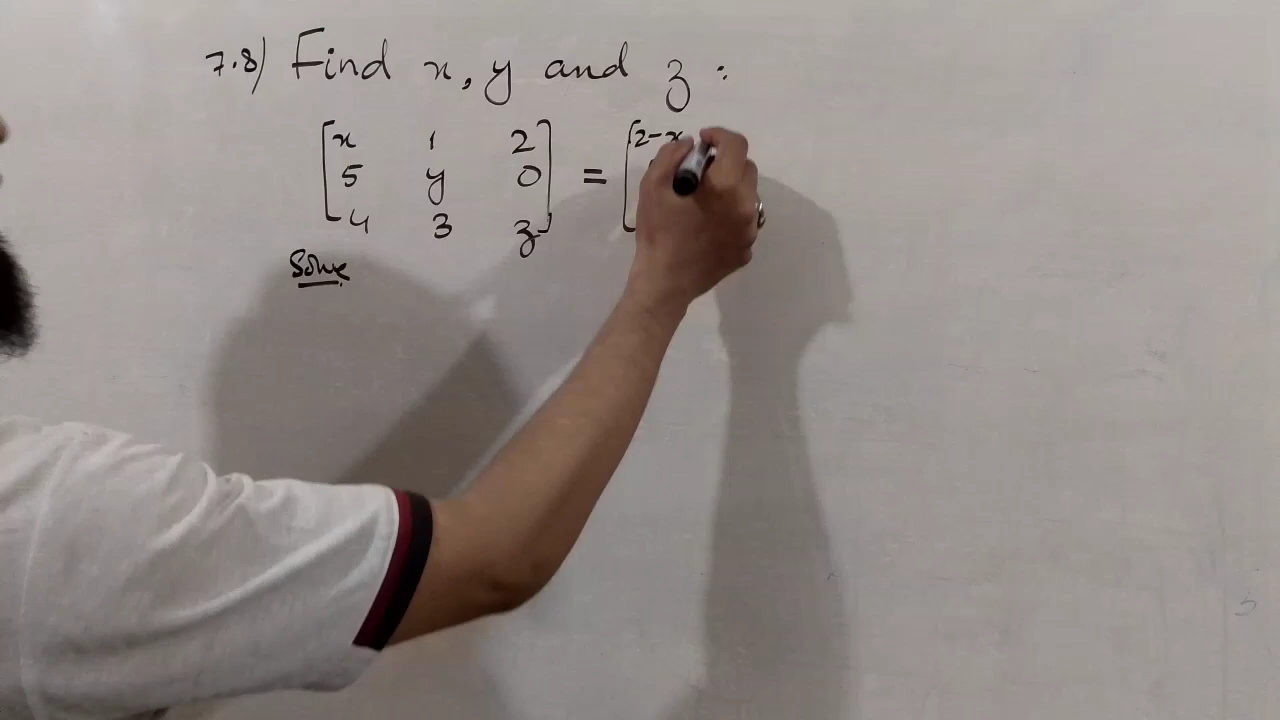 7.8) Find x, y and z :
[x 1 2] = [2-x
[5 y 0]
[4 3 z]
Solve